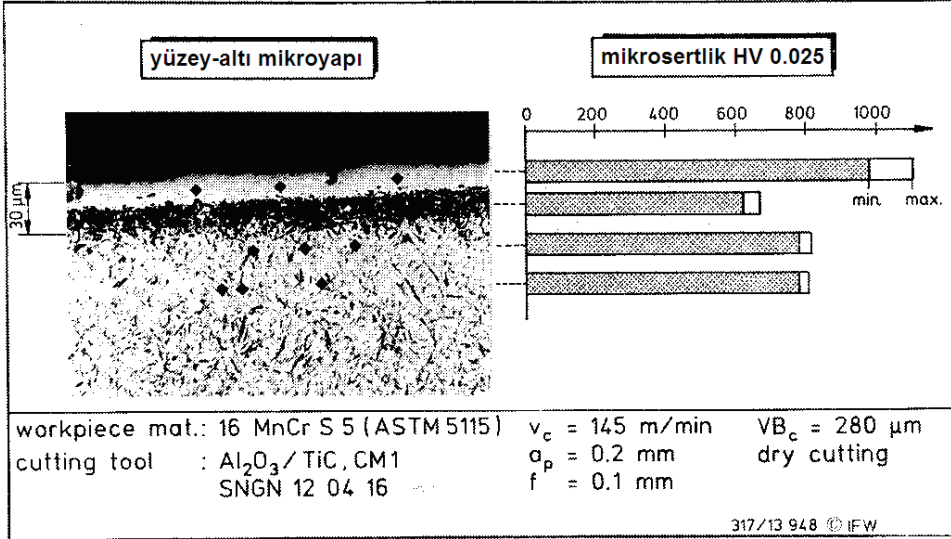 yüzey-altı mikroyapı
mikrosertlik HV 0.025
0 200 400 600 800 1000
30 µm
min. max.
workpiece mat.: 16 MnCr S 5 (ASTM 5115)
cutting tool : Al₂O₃/TiC, CM1
SNGN 12 04 16
v_c = 145 m/min
a_p = 0.2 mm
f = 0.1 mm
VB_c = 280 µm
dry cutting
317/13 948 © IFW